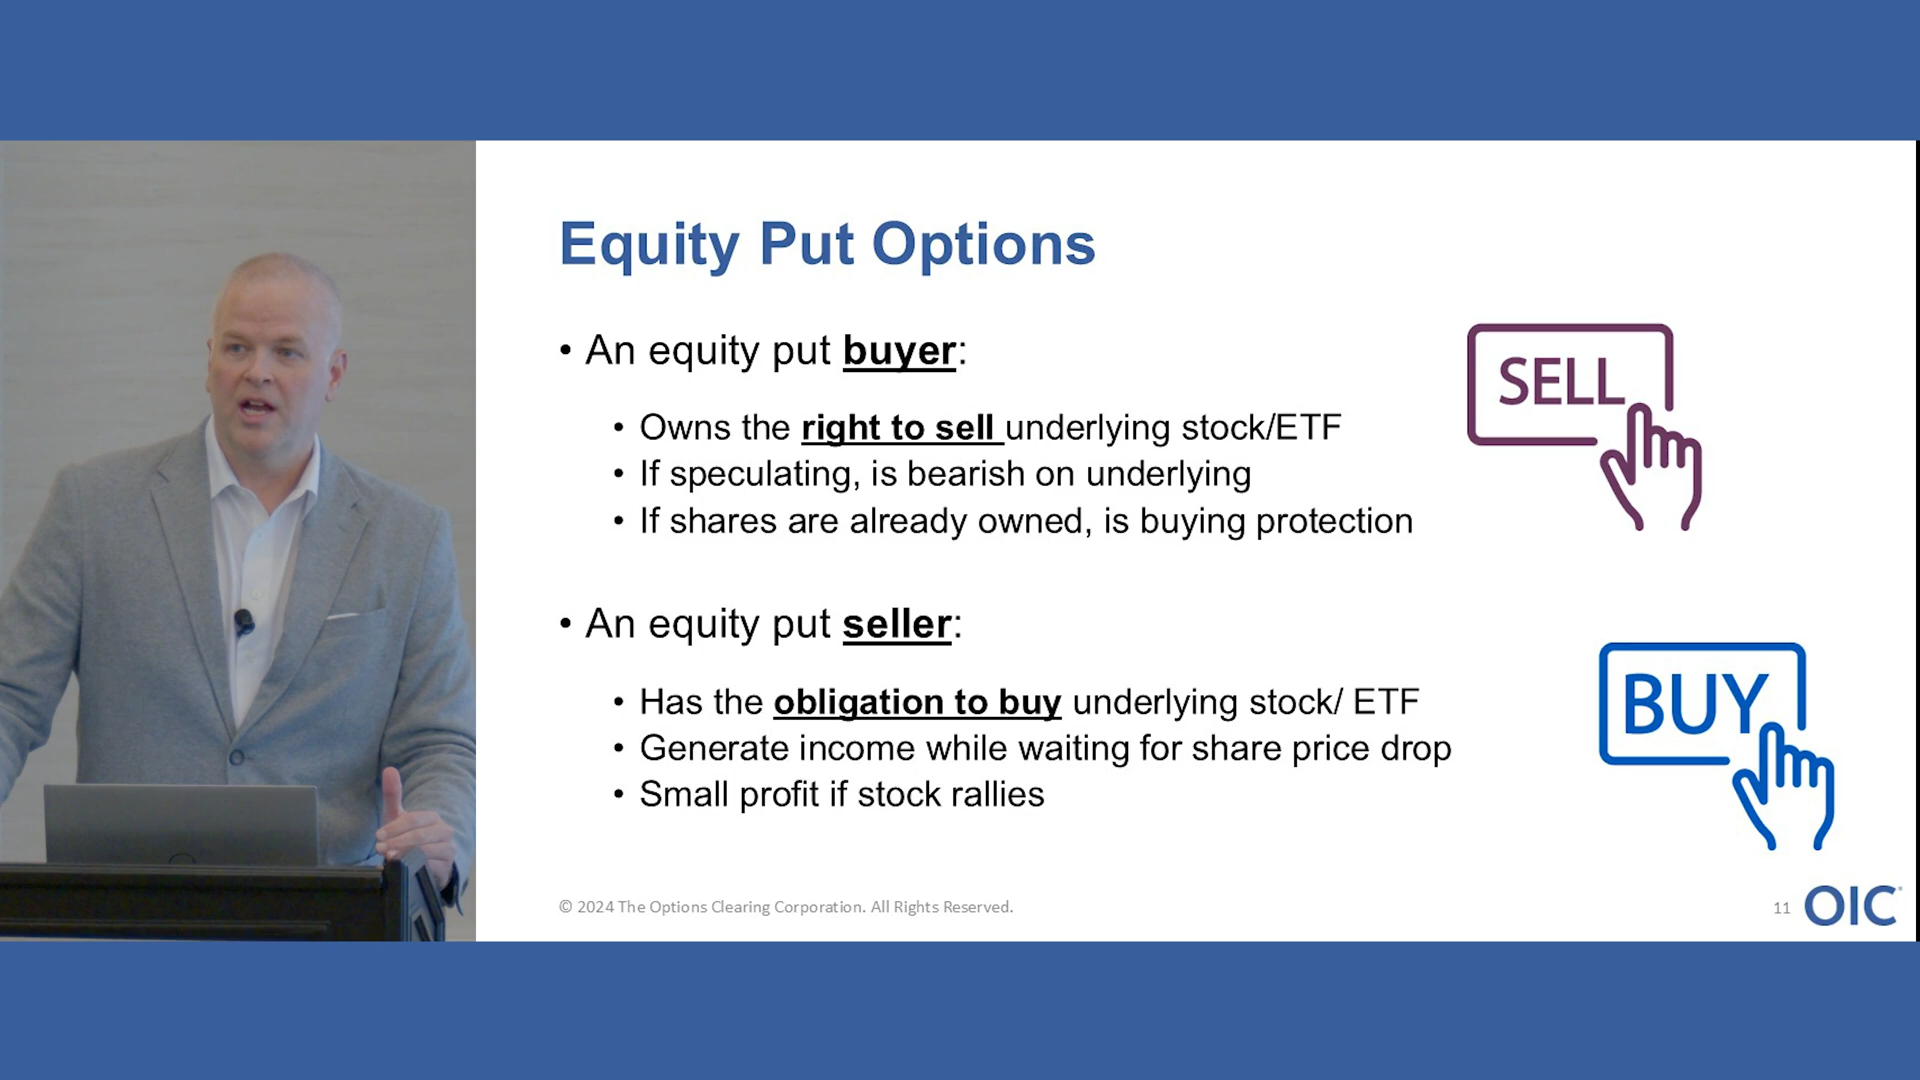 Equity Put Options
• An equity put buyer:
• Owns the right to sell underlying stock/ETF
• If speculating, is bearish on underlying
• If shares are already owned, is buying protection
SELL
• An equity put seller:
• Has the obligation to buy underlying stock/ ETF
• Generate income while waiting for share price drop
• Small profit if stock rallies
BUY
© 2024 The Options Clearing Corporation. All Rights Reserved.
11
OIC